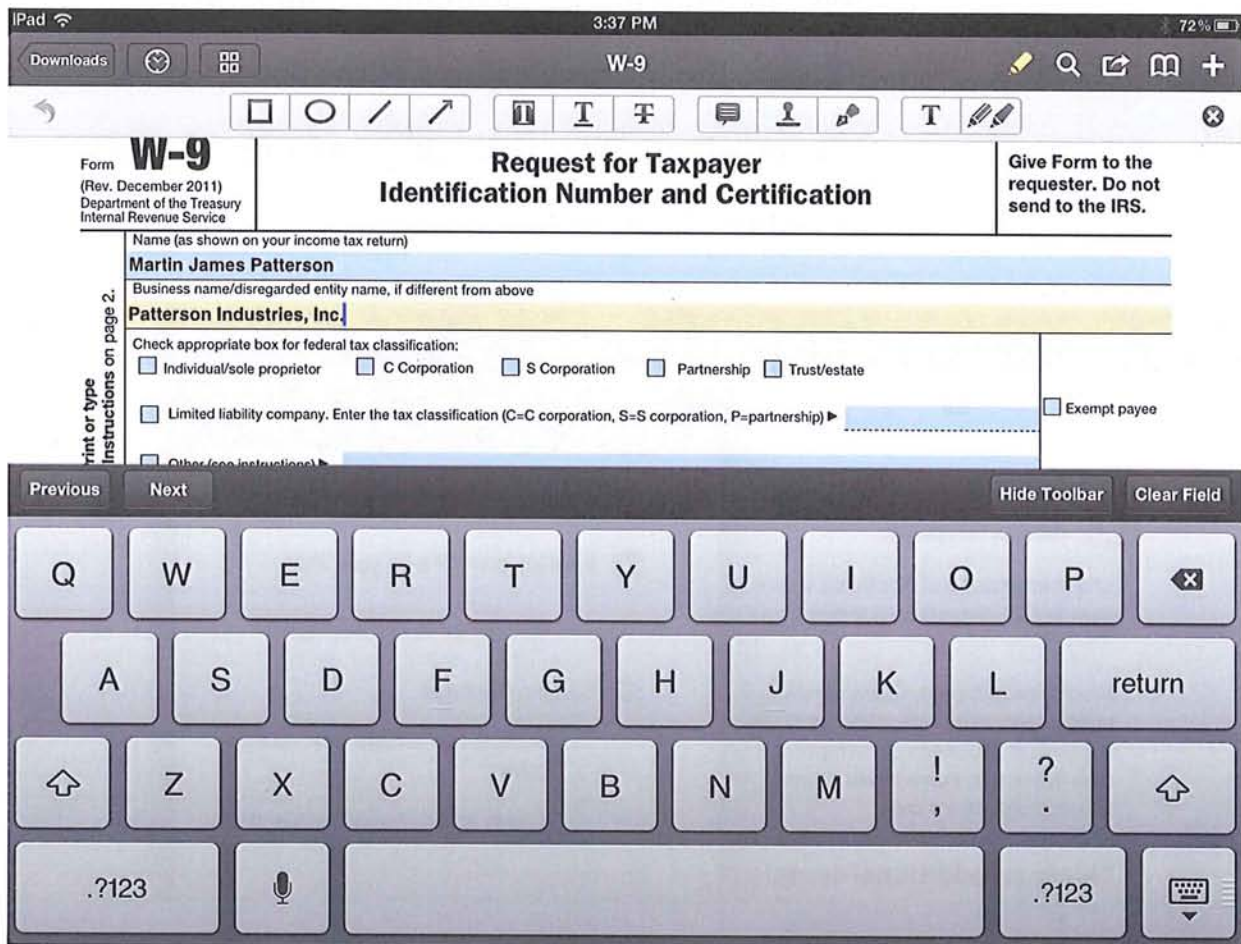 iPad 3:37 PM 72%
Downloads W-9
T T T T
Form W-9
(Rev. December 2011)
Department of the Treasury
Internal Revenue Service
Request for Taxpayer
Identification Number and Certification
Give Form to the
requester. Do not
send to the IRS.
Print or type
Instructions on page 2.
Name (as shown on your income tax return)
Martin James Patterson
Business name/disregarded entity name, if different from above
Patterson Industries, Inc.
Check appropriate box for federal tax classification:
Individual/sole proprietor C Corporation S Corporation Partnership Trust/estate
Limited liability company. Enter the tax classification (C=C corporation, S=S corporation, P=partnership) ▶
Exempt payee
Other (see instructions) ▶
Previous Next Hide Toolbar Clear Field
Q W E R T Y U I O P
A S D F G H J K L return
Z X C V B N M ! , ? .
.?123 .?123